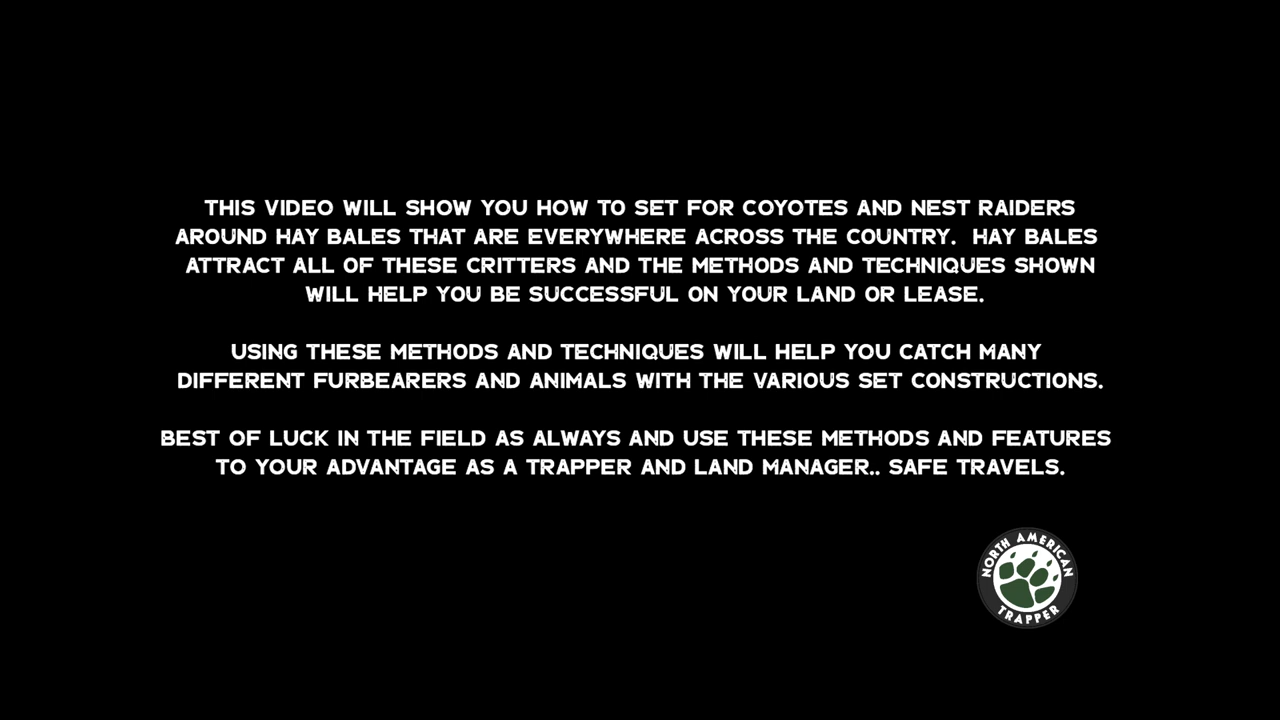 THIS VIDEO WILL SHOW YOU HOW TO SET FOR COYOTES AND NEST RAIDERS
AROUND HAY BALES THAT ARE EVERYWHERE ACROSS THE COUNTRY. HAY BALES
ATTRACT ALL OF THESE CRITTERS AND THE METHODS AND TECHNIQUES SHOWN
WILL HELP YOU BE SUCCESSFUL ON YOUR LAND OR LEASE.
USING THESE METHODS AND TECHNIQUES WILL HELP YOU CATCH MANY
DIFFERENT FURBEARERS AND ANIMALS WITH THE VARIOUS SET CONSTRUCTIONS.
BEST OF LUCK IN THE FIELD AS ALWAYS AND USE THESE METHODS AND FEATURES
TO YOUR ADVANTAGE AS A TRAPPER AND LAND MANAGER.. SAFE TRAVELS.
NORTH AMERICAN
TRAPPER